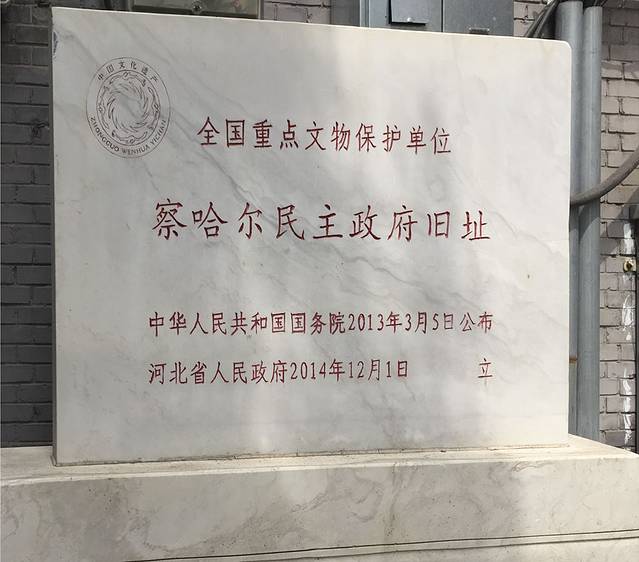 中国文化遗产
ZHONGGUO WENHUA YICHAN
全国重点文物保护单位
察哈尔民主政府旧址
中华人民共和国国务院2013年3月5日公布
河北省人民政府2014年12月1日 立